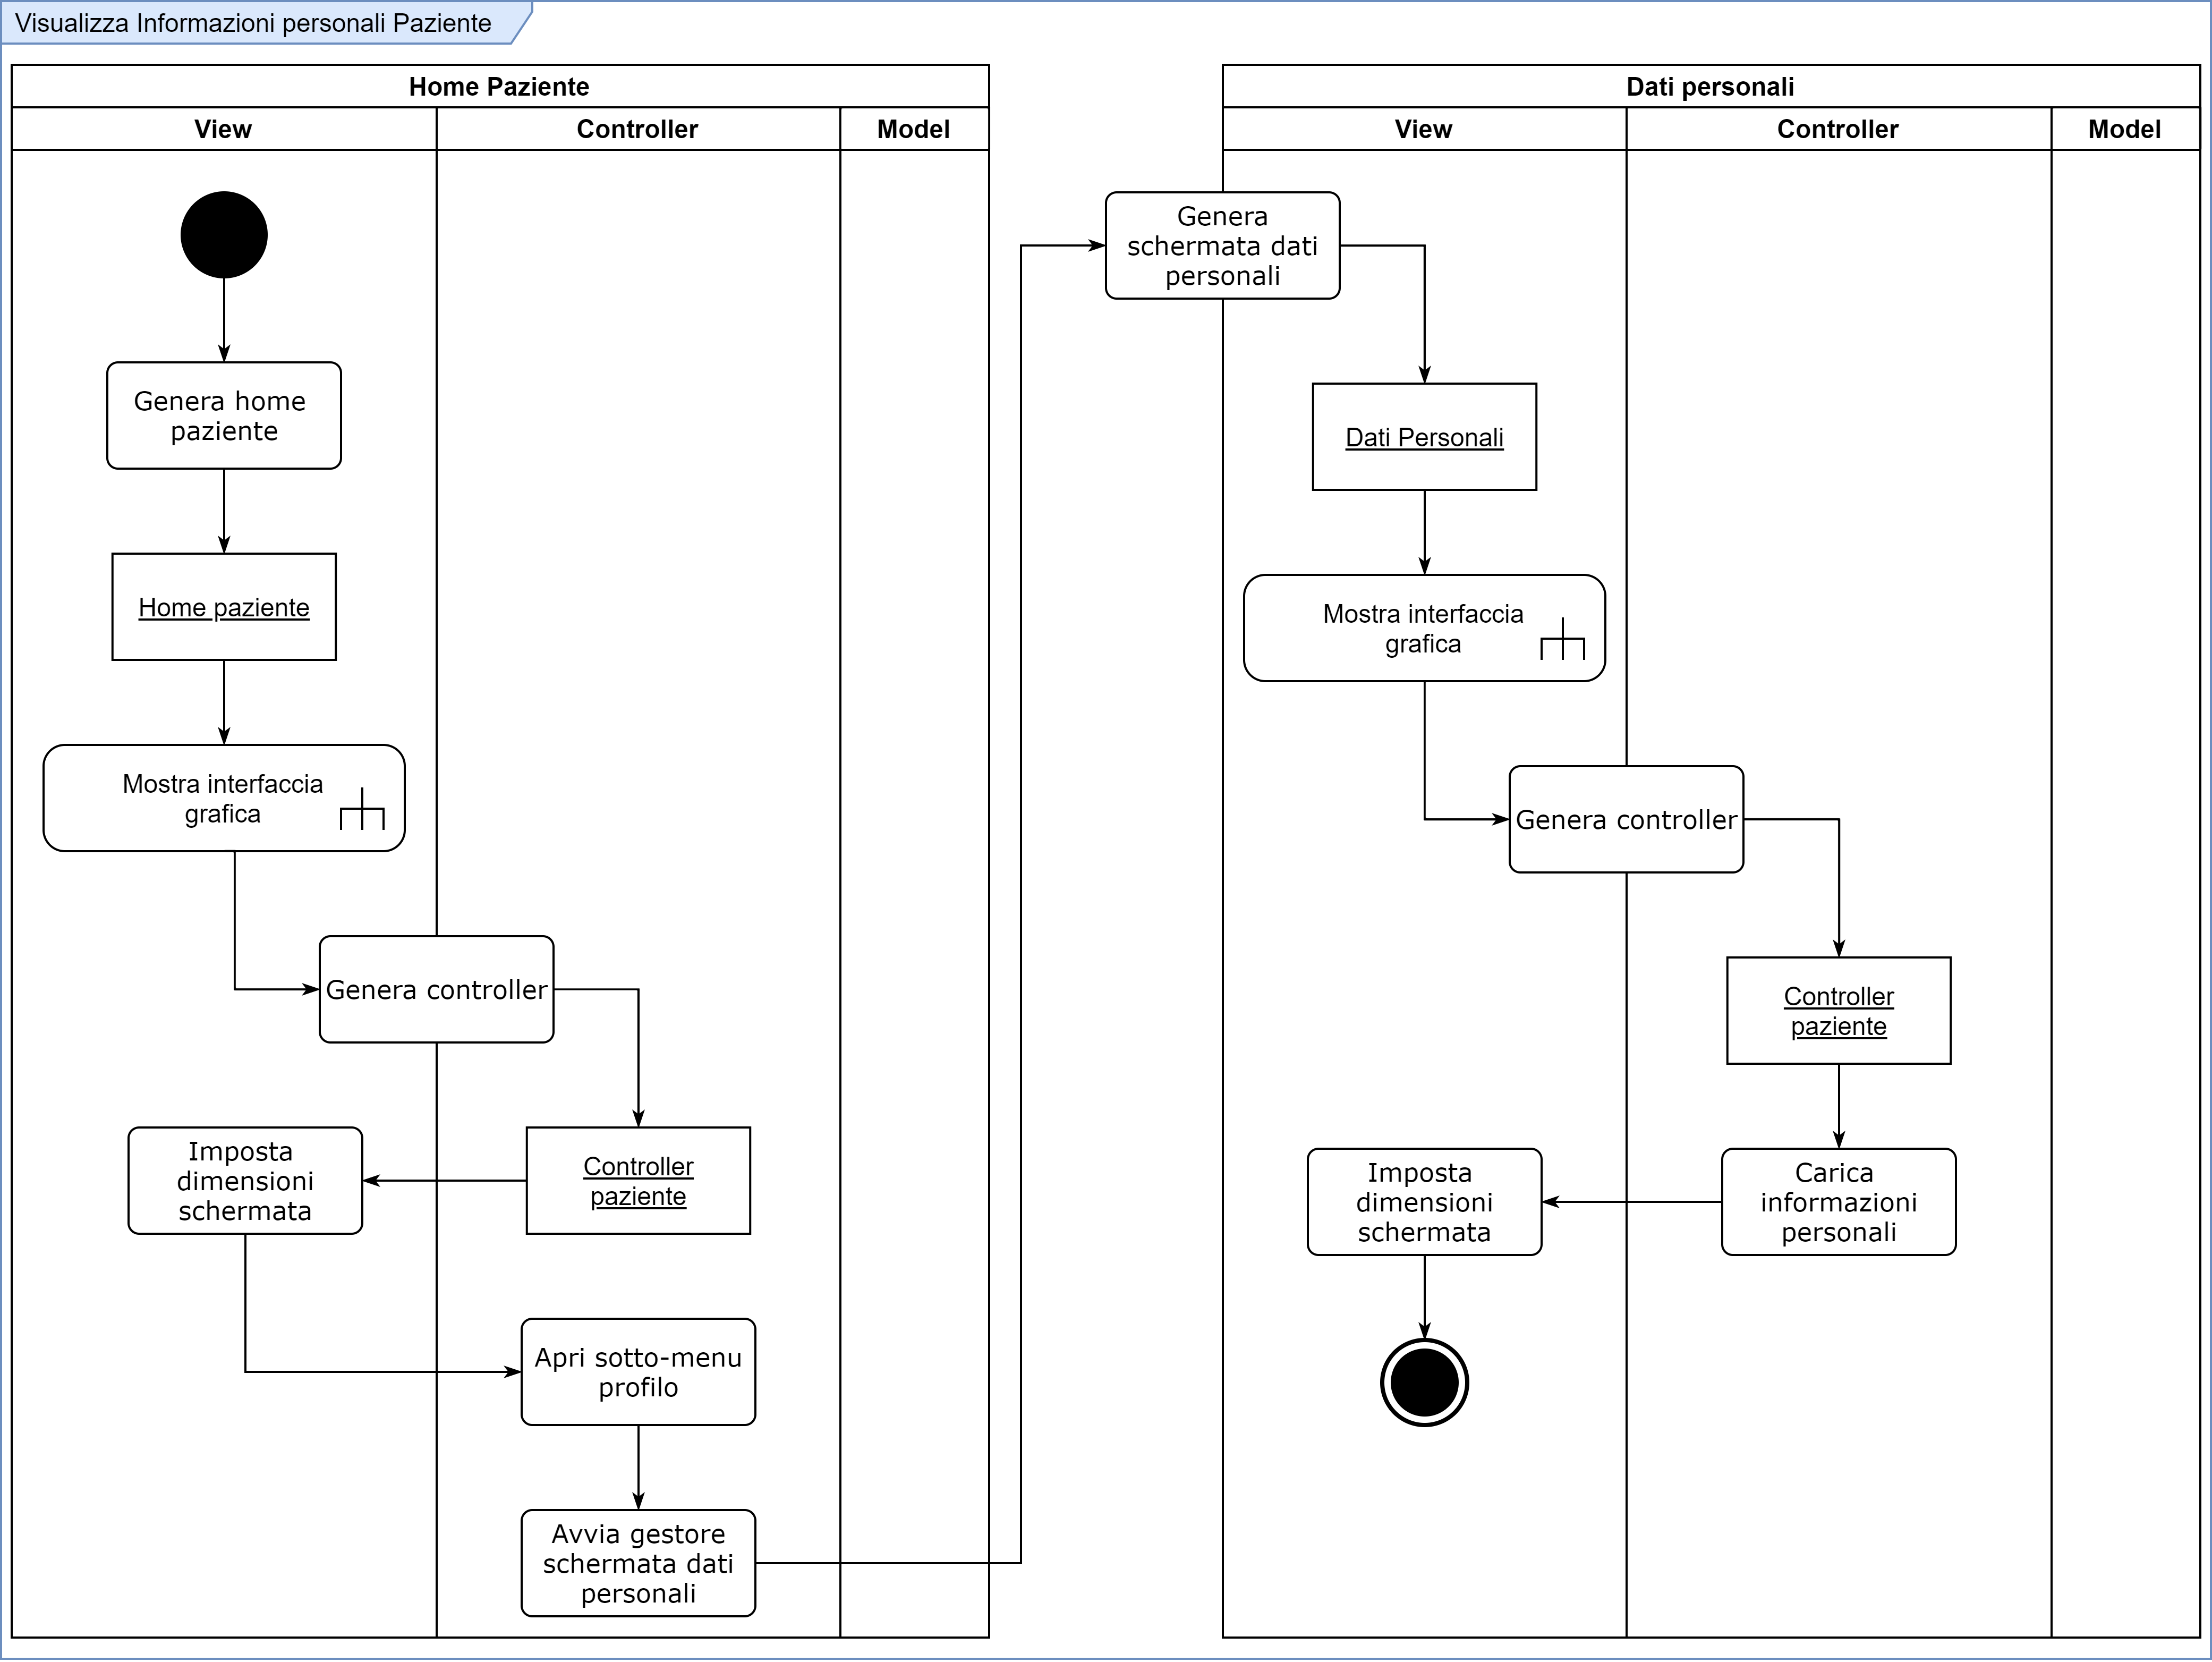 Visualizza Informazioni personali Paziente
Home Paziente
View
Controller
Model
Genera home
paziente
Home paziente
Mostra interfaccia
grafica
Genera controller
Controller
paziente
Imposta
dimensioni
schermata
Apri sotto-menu
profilo
Avvia gestore
schermata dati
personali
Dati personali
View
Controller
Model
Genera
schermata dati
personali
Dati Personali
Mostra interfaccia
grafica
Genera controller
Controller
paziente
Carica
informazioni
personali
Imposta
dimensioni
schermata